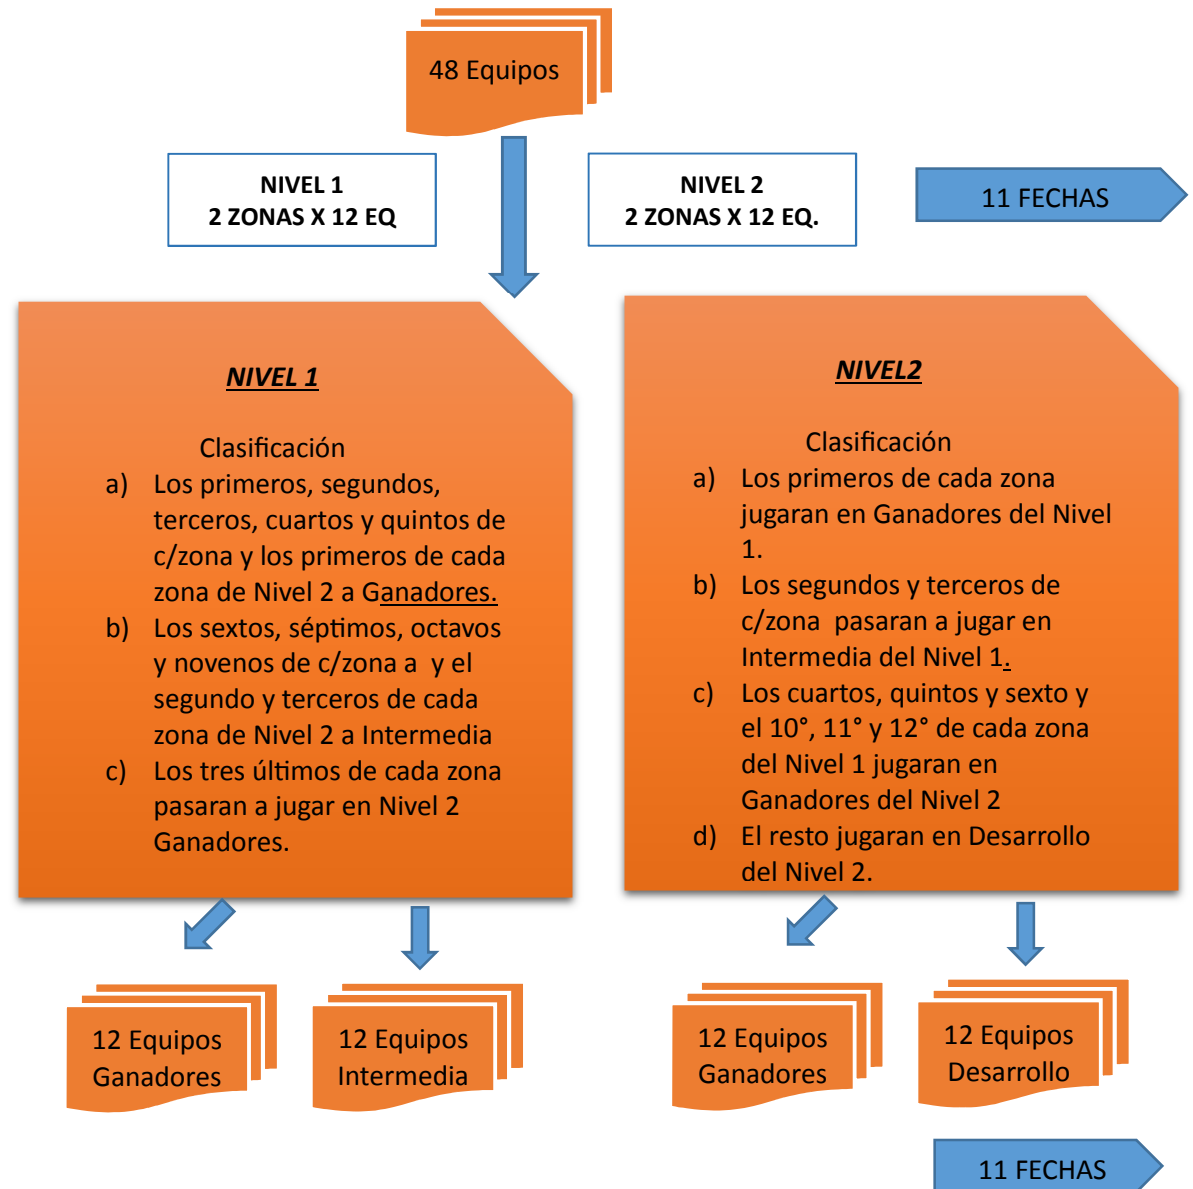 48 Equipos
NIVEL 1
2 ZONAS X 12 EQ
NIVEL 2
2 ZONAS X 12 EQ.
11 FECHAS
NIVEL 1
Clasificación
a) Los primeros, segundos,
terceros, cuartos y quintos de
c/zona y los primeros de cada
zona de Nivel 2 a Ganadores.
b) Los sextos, séptimos, octavos
y novenos de c/zona a  y el
segundo y terceros de cada
zona de Nivel 2 a Intermedia
c) Los tres últimos de cada zona
pasaran a jugar en Nivel 2
Ganadores.
NIVEL2
Clasificación
a) Los primeros de cada zona
jugaran en Ganadores del Nivel
1.
b) Los segundos y terceros de
c/zona  pasaran a jugar en
Intermedia del Nivel 1.
c) Los cuartos, quintos y sexto y
el 10°, 11° y 12° de cada zona
del Nivel 1 jugaran en
Ganadores del Nivel 2
d) El resto jugaran en Desarrollo
del Nivel 2.
12 Equipos
Ganadores
12 Equipos
Intermedia
12 Equipos
Ganadores
12 Equipos
Desarrollo
11 FECHAS